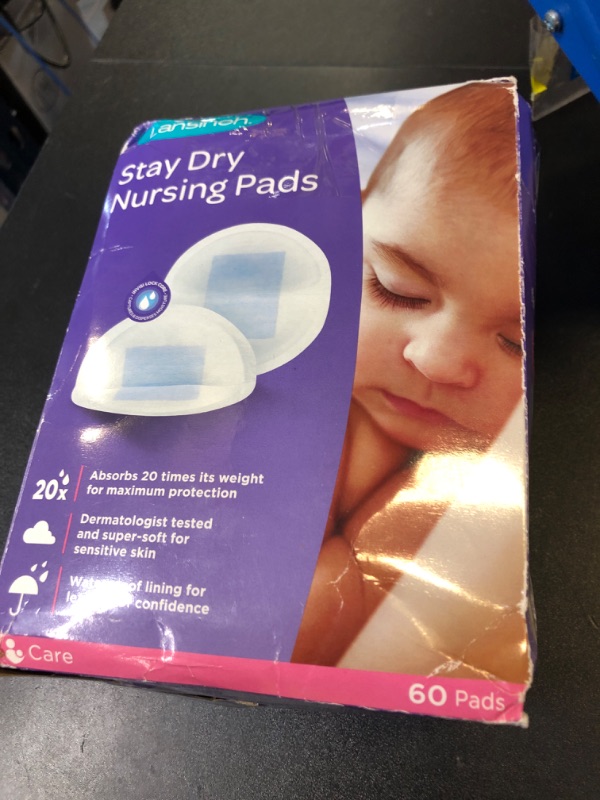 Lansinoh
Stay Dry
Nursing Pads
20x
Absorbs 20 times its weight
for maximum protection
Dermatologist tested
and super-soft for
sensitive skin
lining for
confidence
Care
60 Pads